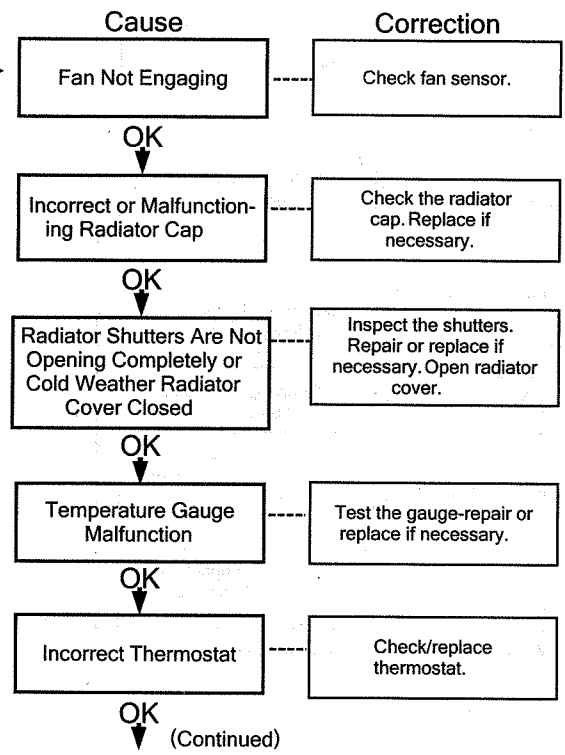 Cause
Correction
Fan Not Engaging
Check fan sensor.
OK
Incorrect or Malfunction-
ing Radiator Cap
Check the radiator
cap. Replace if
necessary.
OK
Radiator Shutters Are Not
Opening Completely or
Cold Weather Radiator
Cover Closed
Inspect the shutters.
Repair or replace if
necessary. Open radiator
cover.
OK
Temperature Gauge
Malfunction
Test the gauge-repair or
replace if necessary.
OK
Incorrect Thermostat
Check/replace
thermostat.
OK
(Continued)